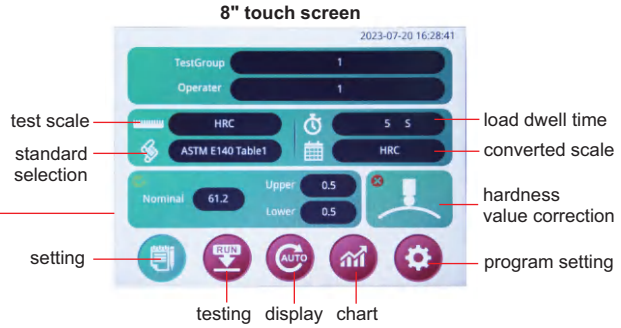 8" touch screen
2023-07-20 16:28:41
TestGroup 1
Operater 1
test scale
HRC
5 S
load dwell time
standard
selection
ASTM E140 Table1
HRC
converted scale
Nominal 61.2
Upper 0.5
Lower 0.5
hardness
value correction
setting
RUN
AUTO
program setting
testing display chart